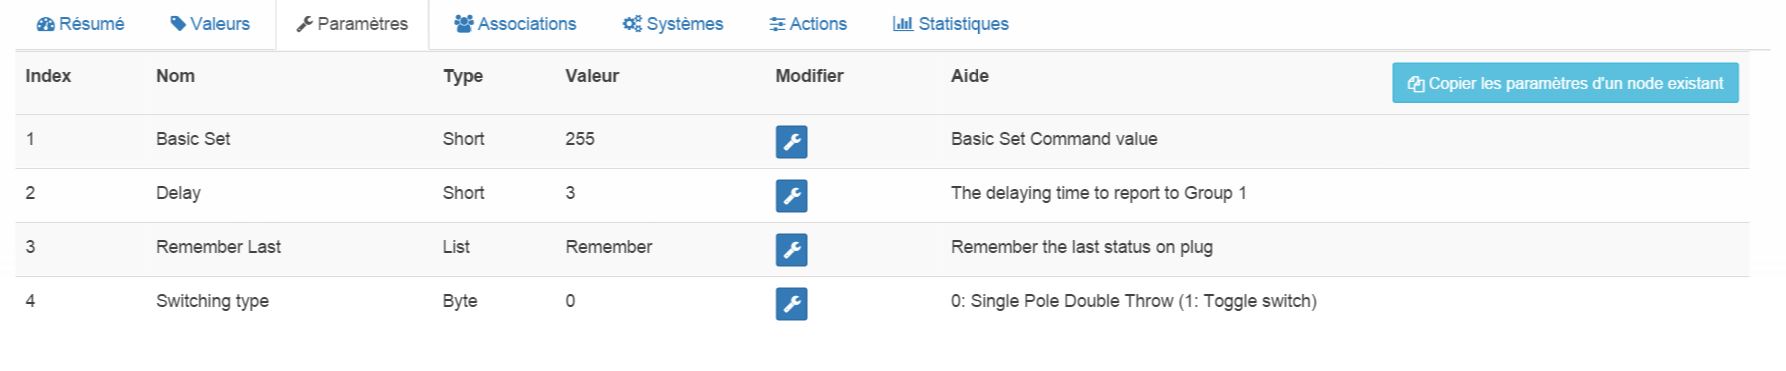 Résumé Valeurs Paramètres Associations Systèmes Actions Statistiques
Index Nom Type Valeur Modifier Aide Copier les paramètres d'un node existant
1 Basic Set Short 255 Basic Set Command value
2 Delay Short 3 The delaying time to report to Group 1
3 Remember Last List Remember Remember the last status on plug
4 Switching type Byte 0 0: Single Pole Double Throw (1: Toggle switch)